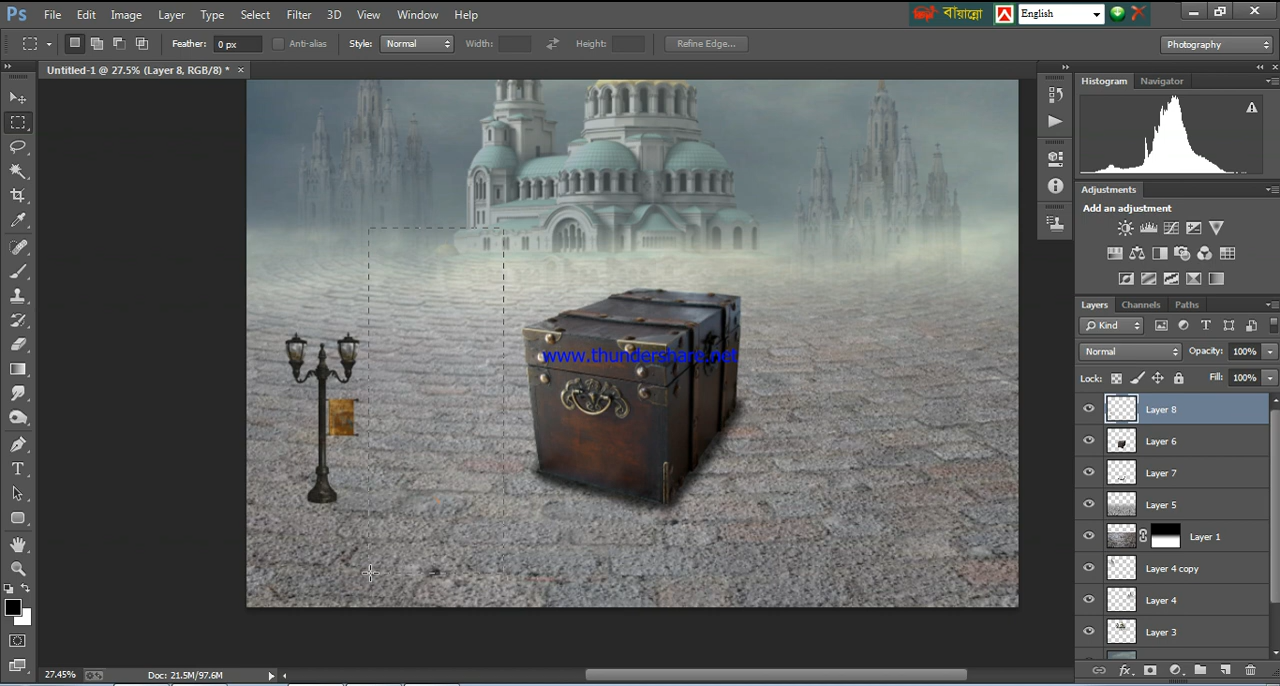 Ps File Edit Image Layer Type Select Filter 3D View Window Help
বায়ান্নো English
Feather: 0 px Anti-alias Style: Normal Width: Height: Refine Edge... Photography
Untitled-1 @ 27.5% (Layer 8, RGB/8) *
Histogram Navigator
Adjustments
Add an adjustment
Layers Channels Paths
Kind
Normal Opacity: 100%
Lock: Fill: 100%
Layer 8
Layer 6
Layer 7
Layer 5
Layer 1
Layer 4 copy
Layer 4
Layer 3
www.thundershare.net
27.45% Doc: 21.5M/97.6M